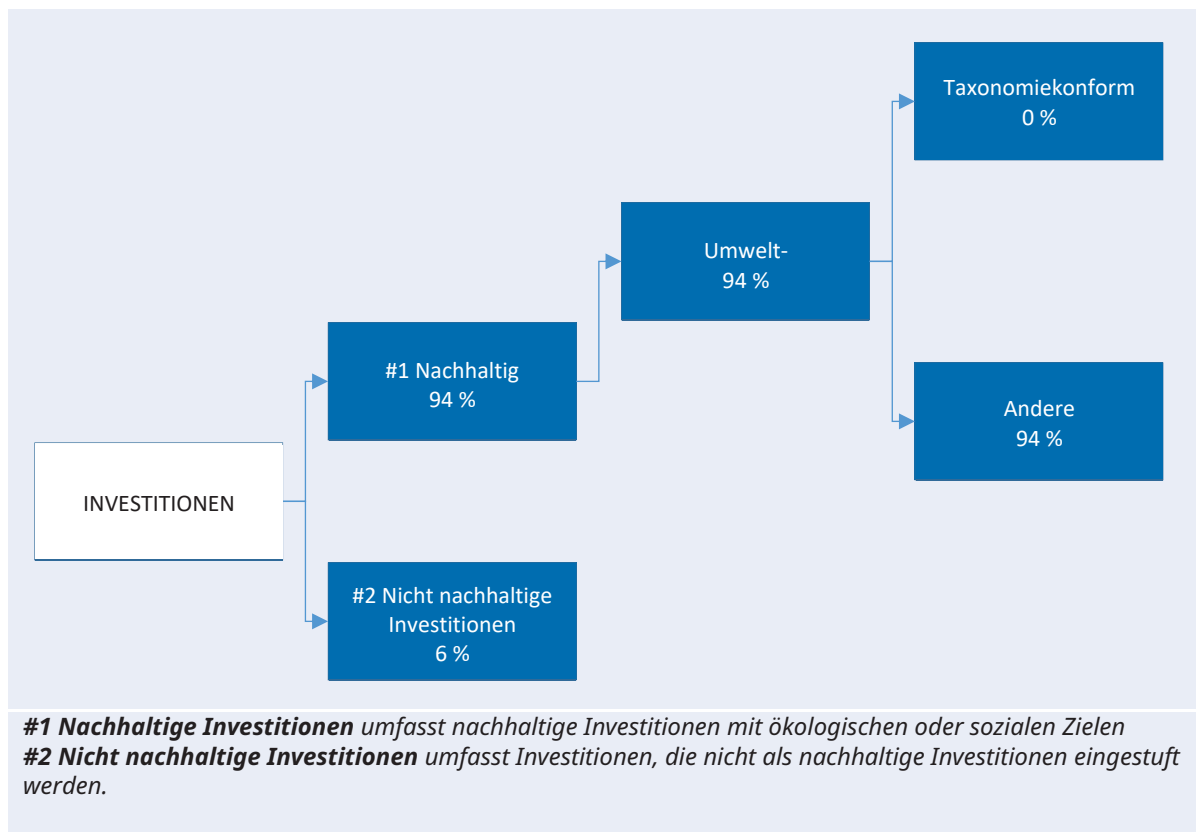 Taxonomiekonform
0 %
Umwelt-
94 %
#1 Nachhaltig
94 %
Andere
94 %
INVESTITIONEN
#2 Nicht nachhaltige
Investitionen
6 %
#1 Nachhaltige Investitionen umfasst nachhaltige Investitionen mit ökologischen oder sozialen Zielen
#2 Nicht nachhaltige Investitionen umfasst Investitionen, die nicht als nachhaltige Investitionen eingestuft
werden.